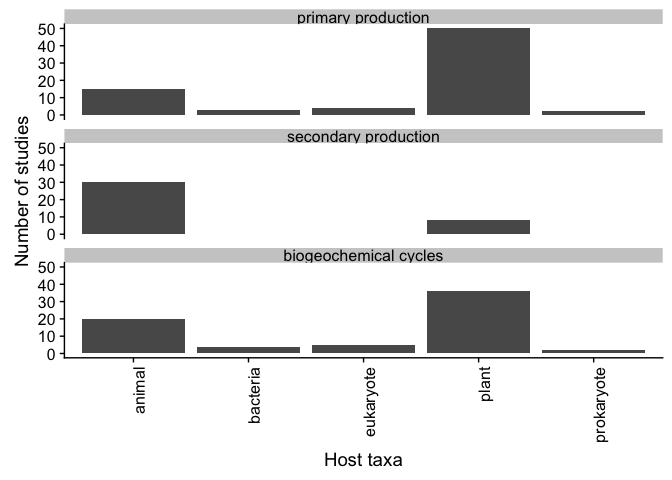 primary production
50
40
30
20
10
0
secondary production
50
40
30
20
10
0
biogeochemical cycles
50
40
30
20
10
0
Number of studies
animal
bacteria
eukaryote
plant
prokaryote
Host taxa